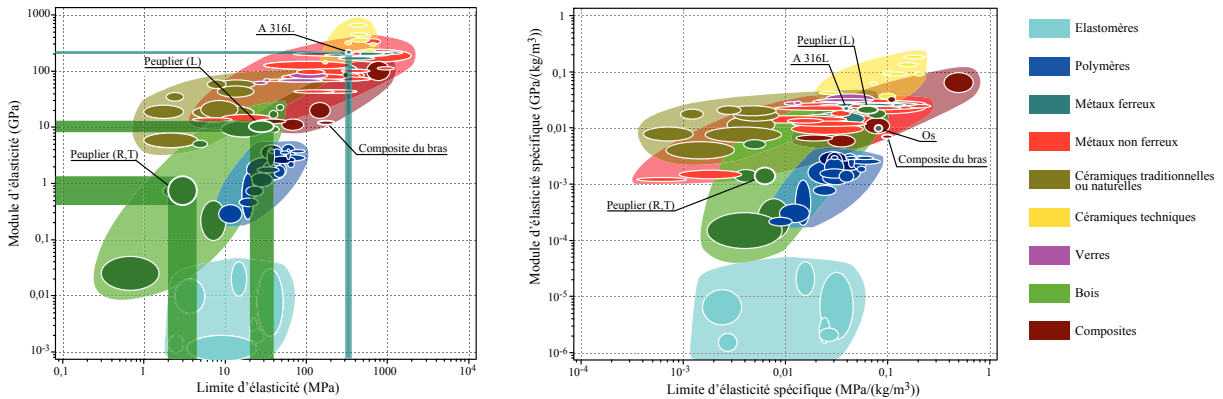 1000
100
10
1
0,1
0,01
10-3
Module d'élasticité (GPa)
A 316L
Peuplier (L)
Peuplier (R,T)
Composite du bras
0,1
1
10
100
1000
104
Limite d'élasticité (MPa)
1
0,1
0,01
10-3
10-4
10-5
10-6
Module d'élasticité spécifique (GPa/(kg/m3))
Peuplier (L)
A 316L
Os
Composite du bras
Peuplier (R,T)
10-4
10-3
0,01
0,1
1
Limite d'élasticité spécifique (MPa/(kg/m3))
Elastomères
Polymères
Métaux ferreux
Métaux non ferreux
Céramiques traditionnelles
ou naturelles
Céramiques techniques
Verres
Bois
Composites